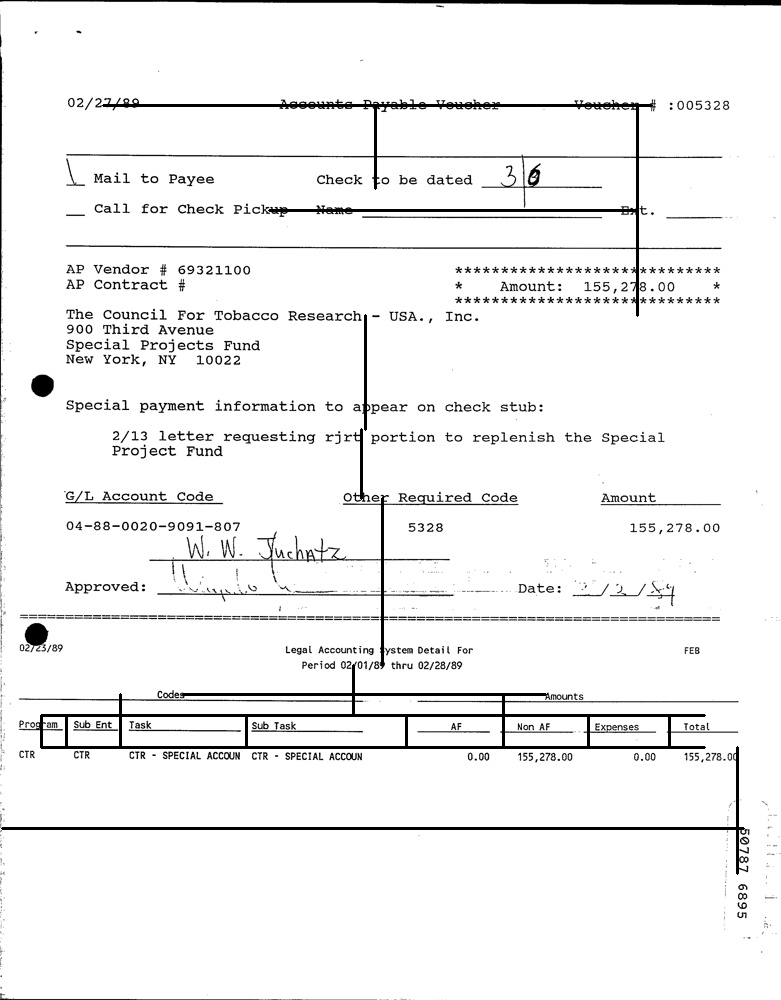 02/27/89 Accounts Payable Voucher Voucher # :005328
Mail to Payee Check to be dated 3 6
__ Call for Check Pickup Name Ext.
AP Vendor # 69321100 *****************************
AP Contract # * Amount: 155,278.00 *
*****************************
The Council For Tobacco Research - USA., Inc.
900 Third Avenue
Special Projects Fund
New York, NY 10022
Special payment information to appear on check stub:
2/13 letter requesting rjrt portion to replenish the Special
Project Fund
G/L Account Code Other Required Code Amount
04-88-0020-9091-807 5328 155,278.00
W. W. Juchatz
Approved: Date: 2/2/89
02/23/89 Legal Accounting System Detail For FEB
Period 02/01/89 thru 02/28/89
Codes Amounts
Program Sub Ent Task Sub Task AF Non AF Expenses Total
CTR CTR CTR - SPECIAL ACCOUN CTR - SPECIAL ACCOUN 0.00 155,278.00 0.00 155,278.00
50787 6895